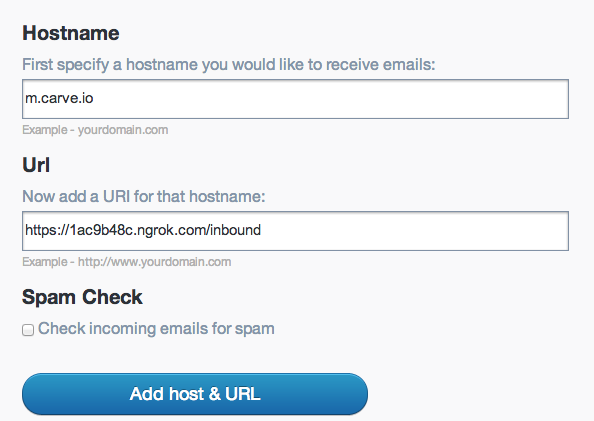 Hostname
First specify a hostname you would like to receive emails:
m.carve.io
Example - yourdomain.com
Url
Now add a URI for that hostname:
https://1ac9b48c.ngrok.com/inbound
Example - http://www.yourdomain.com
Spam Check
Check incoming emails for spam
Add host & URL